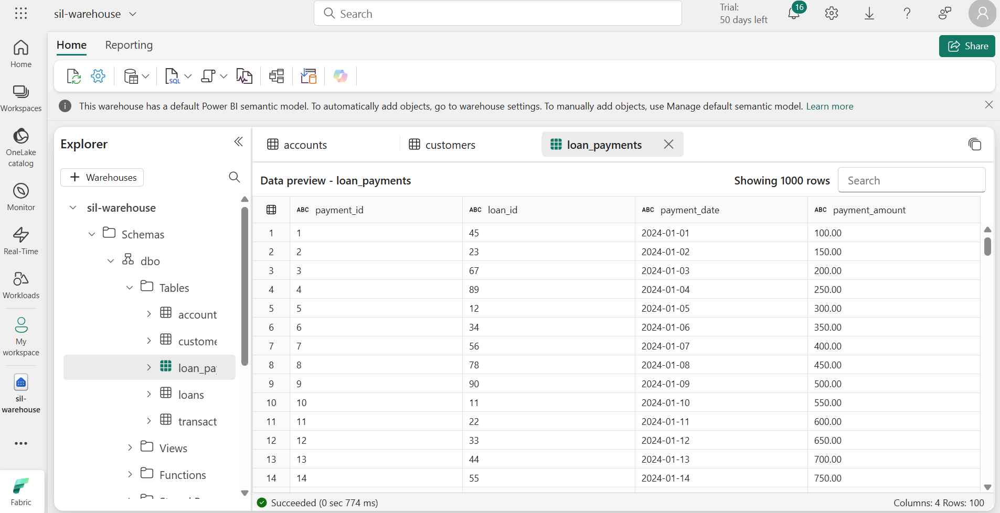 sil-warehouse
Search
Trial:
50 days left
16
Home
Workspaces
OneLake
catalog
Monitor
Real-Time
Workloads
My
workspace
sil-
warehouse
Fabric
Home
Reporting
Share
SQL
This warehouse has a default Power BI semantic model. To automatically add objects, go to warehouse settings. To manually add objects, use Manage default semantic model. Learn more
Explorer
Warehouses
sil-warehouse
Schemas
dbo
Tables
account
custome
loan_pa
loans
transact
Views
Functions
accounts
customers
loan_payments
Data preview - loan_payments
Showing 1000 rows
Search
ABC payment_id ABC loan_id ABC payment_date ABC payment_amount
1 1 45 2024-01-01 100.00
2 2 23 2024-01-02 150.00
3 3 67 2024-01-03 200.00
4 4 89 2024-01-04 250.00
5 5 12 2024-01-05 300.00
6 6 34 2024-01-06 350.00
7 7 56 2024-01-07 400.00
8 8 78 2024-01-08 450.00
9 9 90 2024-01-09 500.00
10 10 11 2024-01-10 550.00
11 11 22 2024-01-11 600.00
12 12 33 2024-01-12 650.00
13 13 44 2024-01-13 700.00
14 14 55 2024-01-14 750.00
Succeeded (0 sec 774 ms)
Columns: 4 Rows: 100